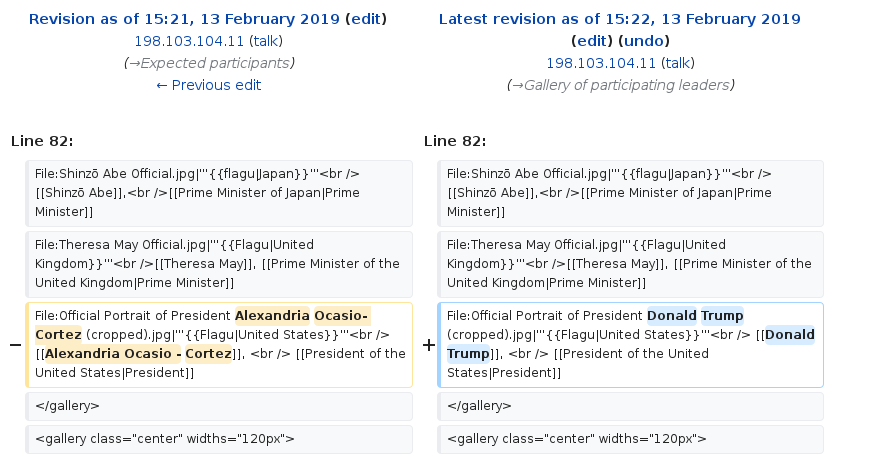 Revision as of 15:21, 13 February 2019 (edit)
198.103.104.11 (talk)
(→Expected participants)
← Previous edit
Latest revision as of 15:22, 13 February 2019
(edit) (undo)
198.103.104.11 (talk)
(→Gallery of participating leaders)
Line 82:
Line 82:
File:Shinzō Abe Official.jpg|'''{{flagu|Japan}}'''<br />
[[Shinzō Abe]],<br />[[Prime Minister of Japan|Prime
Minister]]
File:Shinzō Abe Official.jpg|'''{{flagu|Japan}}'''<br />
[[Shinzō Abe]],<br />[[Prime Minister of Japan|Prime
Minister]]
File:Theresa May Official.jpg|'''{{Flagu|United
Kingdom}}'''<br />[[Theresa May]], [[Prime Minister of the
United Kingdom|Prime Minister]]
File:Theresa May Official.jpg|'''{{Flagu|United
Kingdom}}'''<br />[[Theresa May]], [[Prime Minister of the
United Kingdom|Prime Minister]]
−
File:Official Portrait of President Alexandria Ocasio-
Cortez (cropped).jpg|'''{{Flagu|United States}}'''<br />
[[Alexandria Ocasio - Cortez]], <br /> [[President of the
United States|President]]
+
File:Official Portrait of President Donald Trump
(cropped).jpg|'''{{Flagu|United States}}'''<br /> [[Donald
Trump]], <br /> [[President of the United
States|President]]
</gallery>
</gallery>
<gallery class="center" widths="120px">
<gallery class="center" widths="120px">